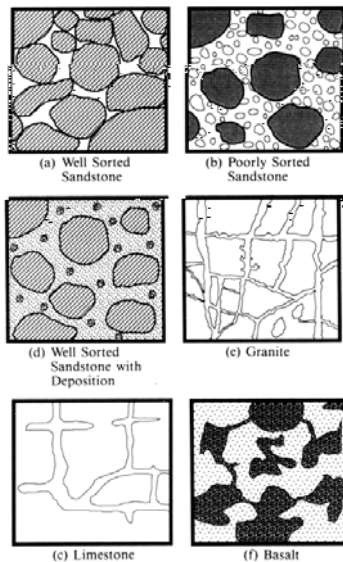 (a) Well Sorted
Sandstone
(b) Poorly Sorted
Sandstone
(d) Well Sorted
Sandstone with
Deposition
(e) Granite
(c) Limestone
(f) Basalt